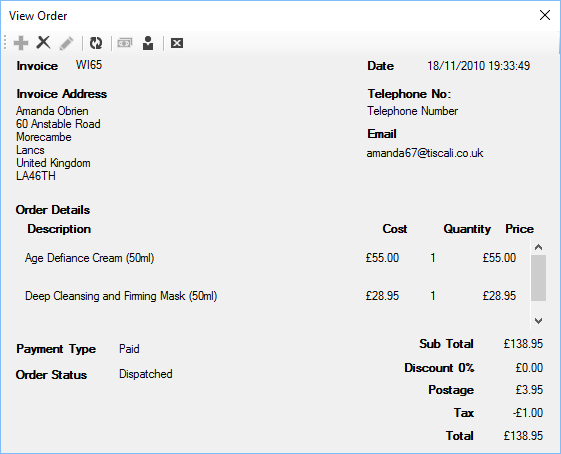 View Order
Invoice WI65 Date 18/11/2010 19:33:49
Invoice Address Telephone No:
Amanda Obrien Telephone Number
60 Anstable Road
Morecambe Email
Lancs
United Kingdom amanda67@tiscali.co.uk
LA46TH
Order Details
Description Cost Quantity Price
Age Defiance Cream (50ml) £55.00 1 £55.00
Deep Cleansing and Firming Mask (50ml) £28.95 1 £28.95
Payment Type Paid Sub Total £138.95
Order Status Dispatched Discount 0% £0.00
Postage £3.95
Tax -£1.00
Total £138.95